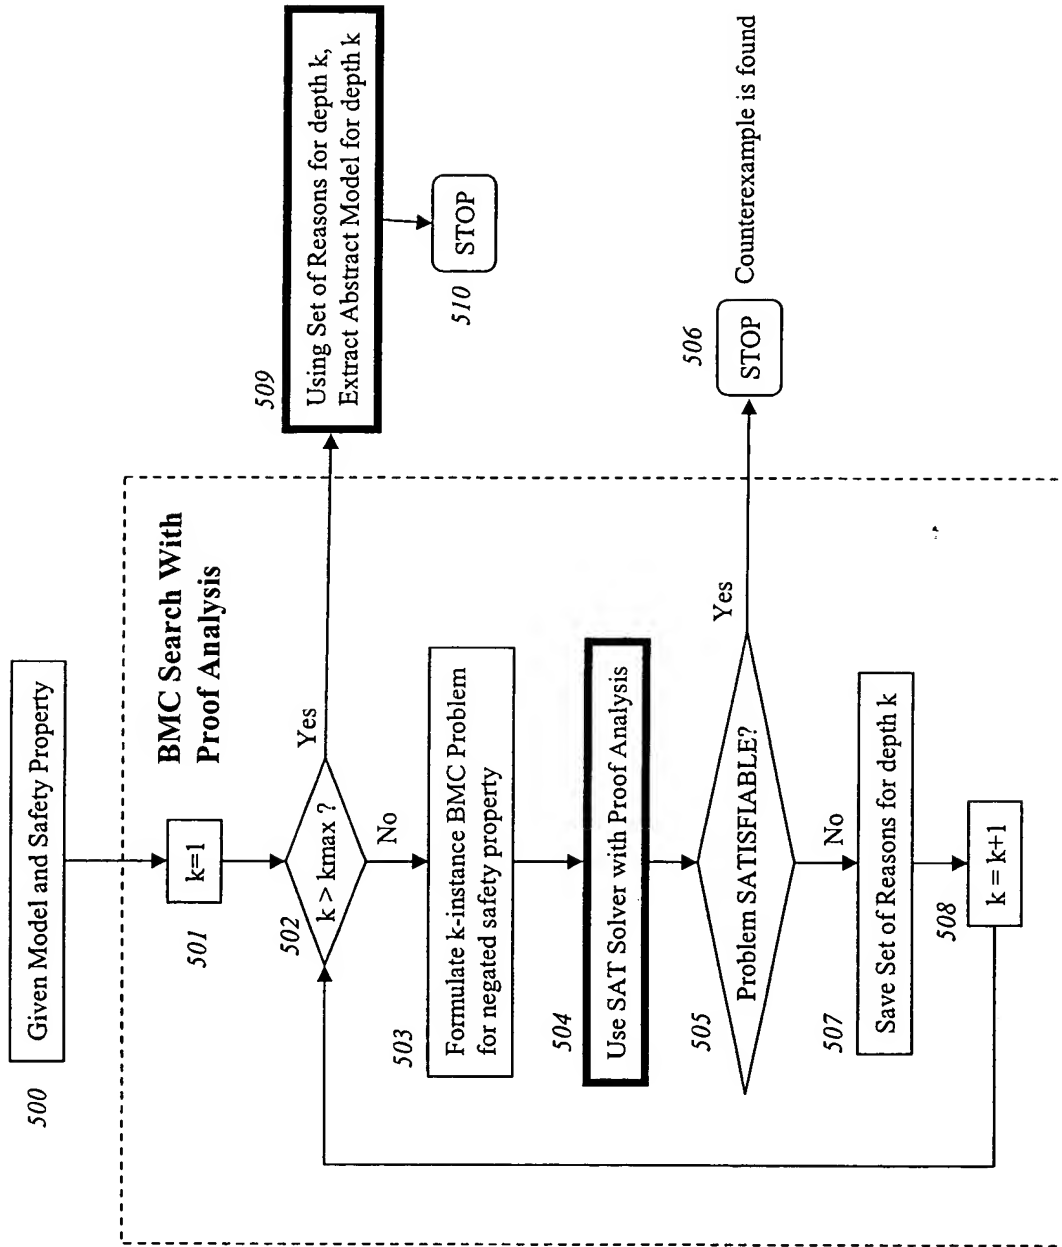 500
Given Model and Safety Property
BMC Search With
Proof Analysis
501
k=1
502
k > kmax ?
Yes
No
509
Using Set of Reasons for depth k,
Extract Abstract Model for depth k
510
STOP
503
Formulate k-instance BMC Problem
for negated safety property
504
Use SAT Solver with Proof Analysis
505
Problem SATISFIABLE?
Yes
No
506
STOP
Counterexample is found
507
Save Set of Reasons for depth k
508
k = k+1